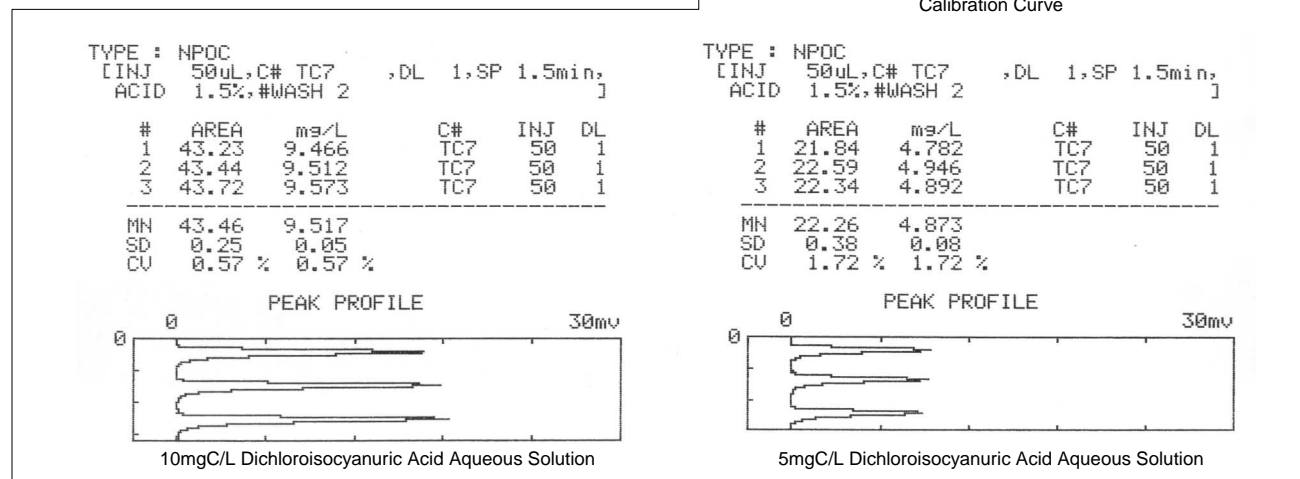 Calibration Curve
TYPE : NPOC
[INJ 50uL,C# TC7 ,DL 1,SP 1.5min,
ACID 1.5%,#WASH 2 ]
# AREA mg/L C# INJ DL
1 43.23 9.466 TC7 50 1
2 43.44 9.512 TC7 50 1
3 43.72 9.573 TC7 50 1
MN 43.46 9.517
SD 0.25 0.05
CV 0.57 % 0.57 %
PEAK PROFILE
0 30mv
0
10mgC/L Dichloroisocyanuric Acid Aqueous Solution
TYPE : NPOC
[INJ 50uL,C# TC7 ,DL 1,SP 1.5min,
ACID 1.5%,#WASH 2 ]
# AREA mg/L C# INJ DL
1 21.84 4.782 TC7 50 1
2 22.59 4.946 TC7 50 1
3 22.34 4.892 TC7 50 1
MN 22.26 4.873
SD 0.38 0.08
CV 1.72 % 1.72 %
PEAK PROFILE
0 30mv
0
5mgC/L Dichloroisocyanuric Acid Aqueous Solution